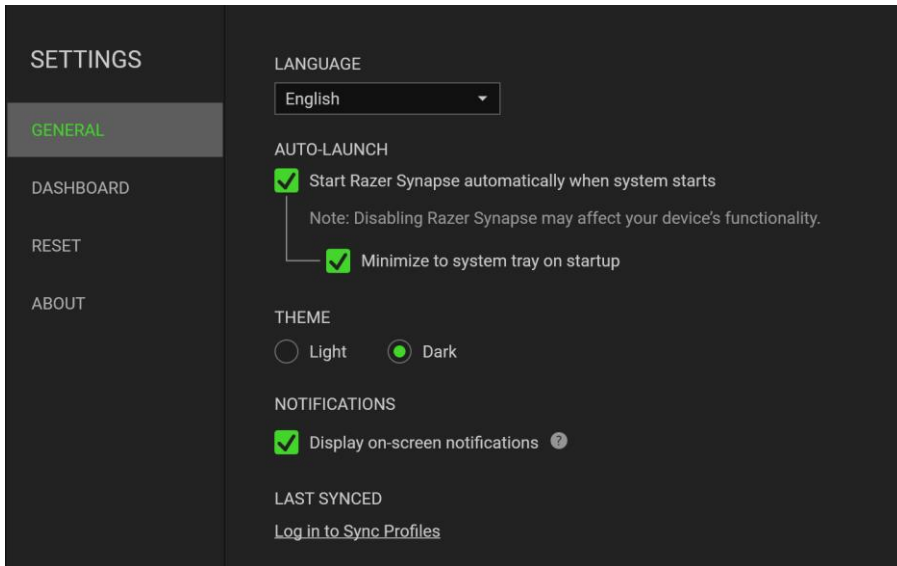 SETTINGS
GENERAL
DASHBOARD
RESET
ABOUT
LANGUAGE
English
AUTO-LAUNCH
Start Razer Synapse automatically when system starts
Note: Disabling Razer Synapse may affect your device’s functionality.
Minimize to system tray on startup
THEME
Light
Dark
NOTIFICATIONS
Display on-screen notifications ?
LAST SYNCED
Log in to Sync Profiles